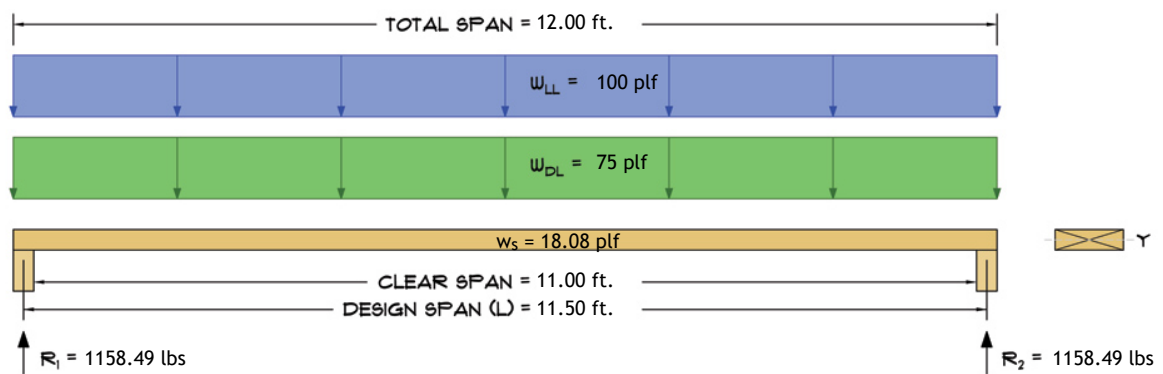 TOTAL SPAN = 12.00 ft.
WLL = 100 plf
WDL = 75 plf
ws = 18.08 plf
Y
CLEAR SPAN = 11.00 ft.
DESIGN SPAN (L) = 11.50 ft.
R1 = 1158.49 lbs
R2 = 1158.49 lbs